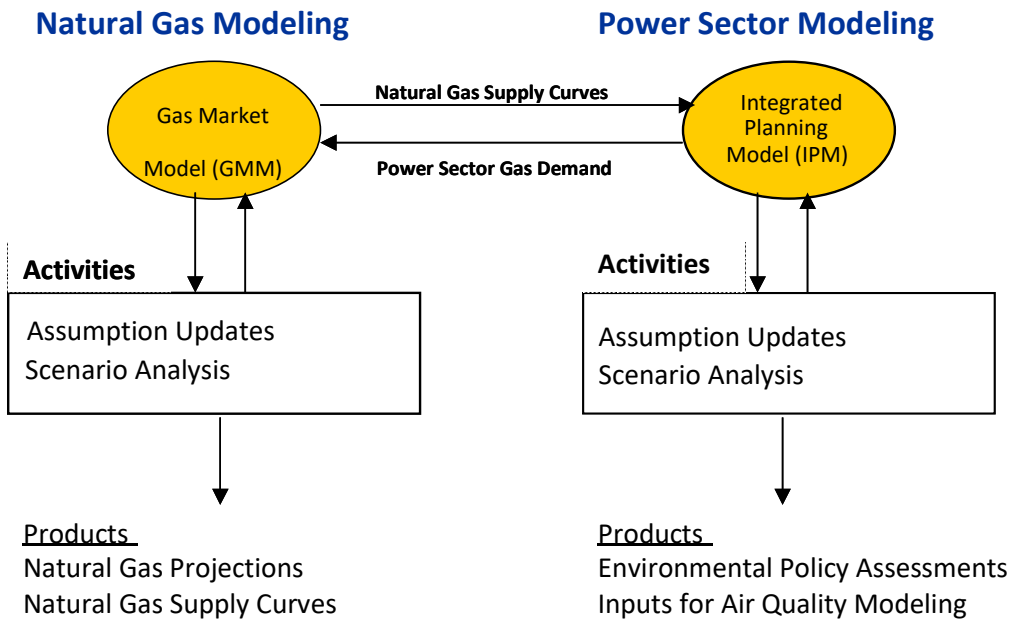 Natural Gas Modeling
Power Sector Modeling
Gas Market
Model (GMM)
Natural Gas Supply Curves
Power Sector Gas Demand
Integrated
Planning
Model (IPM)
Activities
Assumption Updates
Scenario Analysis
Activities
Assumption Updates
Scenario Analysis
Products
Natural Gas Projections
Natural Gas Supply Curves
Products
Environmental Policy Assessments
Inputs for Air Quality Modeling